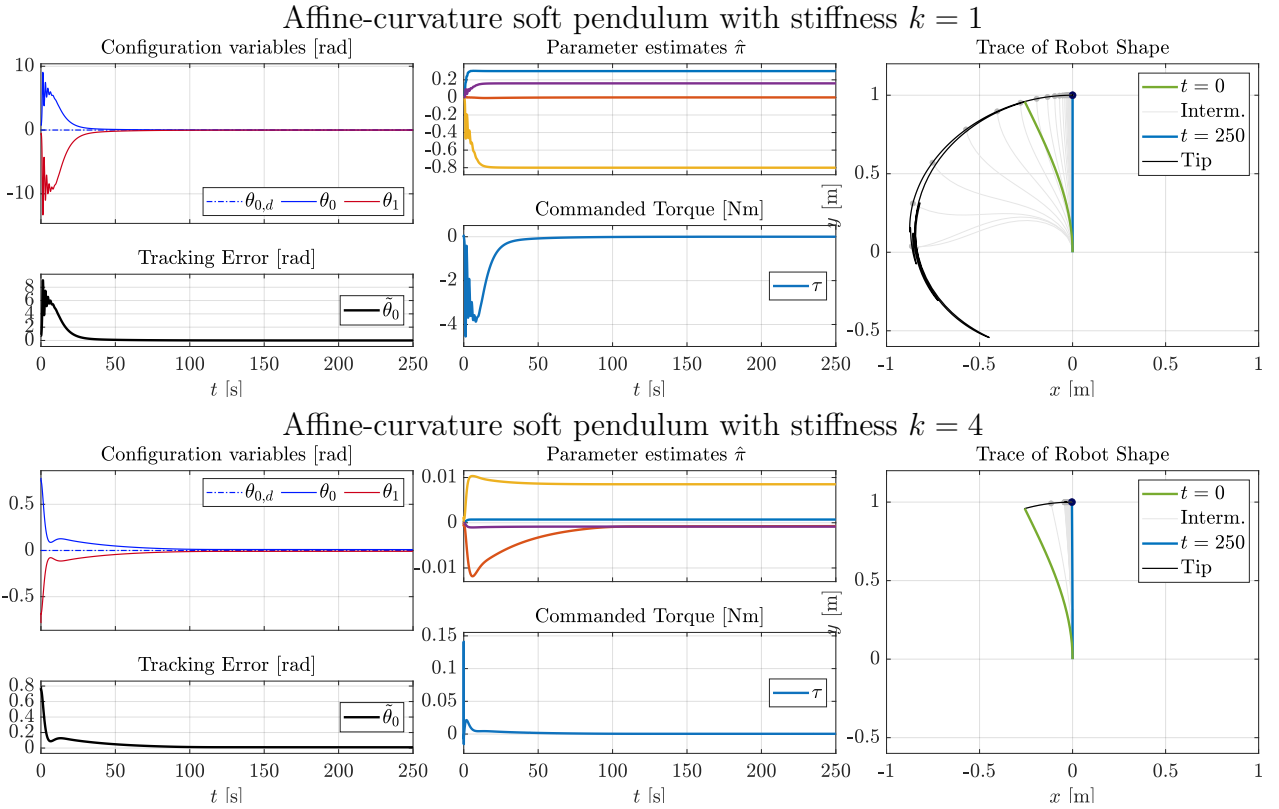 Affine-curvature soft pendulum with stiffness k = 1
Configuration variables [rad]
10
0
-10
θ₀,d θ₀ θ₁
Tracking Error [rad]
8
6
4
2
0
θ̃₀
0 50 100 150 200 250
t [s]
Parameter estimates π̂
0.2
0
-0.2
-0.4
-0.6
-0.8
Commanded Torque [Nm]
0
-2
-4
τ
0 50 100 150 200 250
t [s]
Trace of Robot Shape
y [m]
1
0.5
0
-0.5
t = 0
Interm.
t = 250
Tip
-1 -0.5 0 0.5 1
x [m]
Affine-curvature soft pendulum with stiffness k = 4
Configuration variables [rad]
θ₀,d θ₀ θ₁
0.5
0
-0.5
Tracking Error [rad]
0.8
0.6
0.4
0.2
0
θ̃₀
0 50 100 150 200 250
t [s]
Parameter estimates π̂
0.01
0
-0.01
Commanded Torque [Nm]
0.15
0.1
0.05
0
τ
0 50 100 150 200 250
t [s]
Trace of Robot Shape
y [m]
1
0.5
0
-0.5
t = 0
Interm.
t = 250
Tip
-1 -0.5 0 0.5 1
x [m]